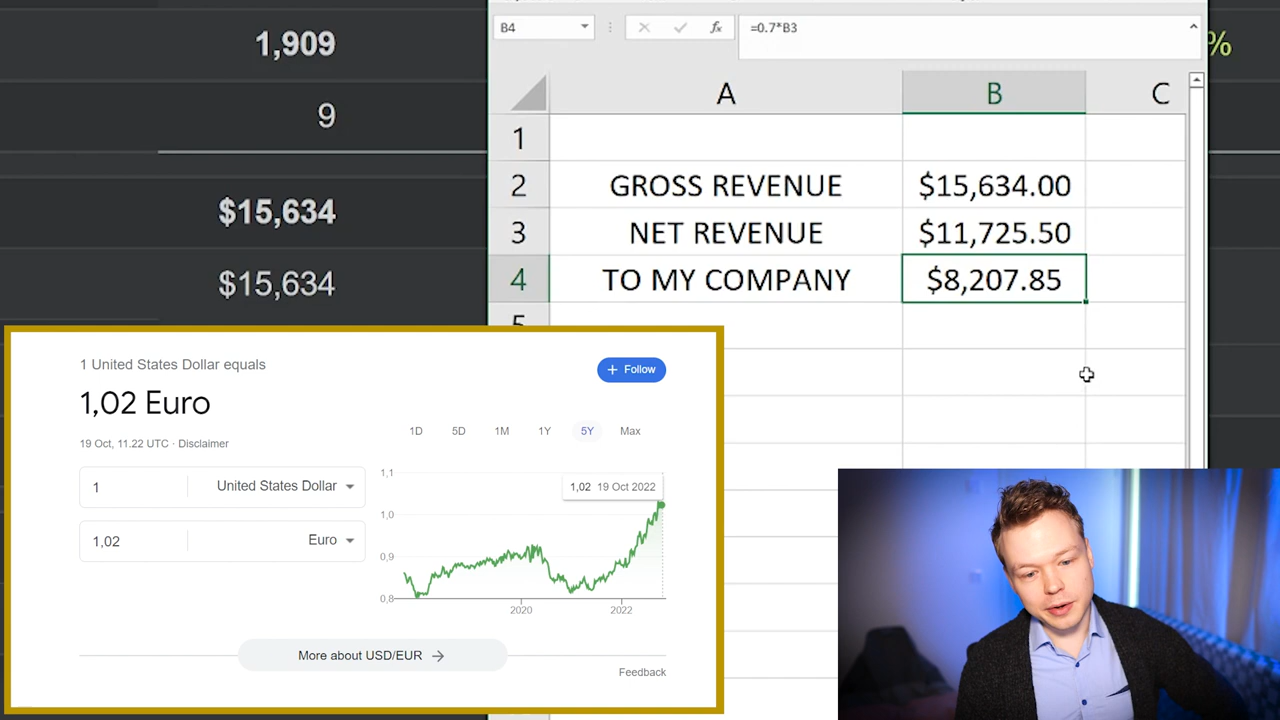 1,909
9
$15,634
$15,634
%
B4
fx
=0.7*B3
A
B
C
1
2 GROSS REVENUE $15,634.00
3 NET REVENUE $11,725.50
4 TO MY COMPANY $8,207.85
5
1 United States Dollar equals
+ Follow
1,02 Euro
19 Oct, 11.22 UTC · Disclaimer
1D 5D 1M 1Y 5Y Max
1 United States Dollar
1,02 Euro
1,1
1,0
0,9
0,8
1,02 19 Oct 2022
2020 2022
More about USD/EUR →
Feedback